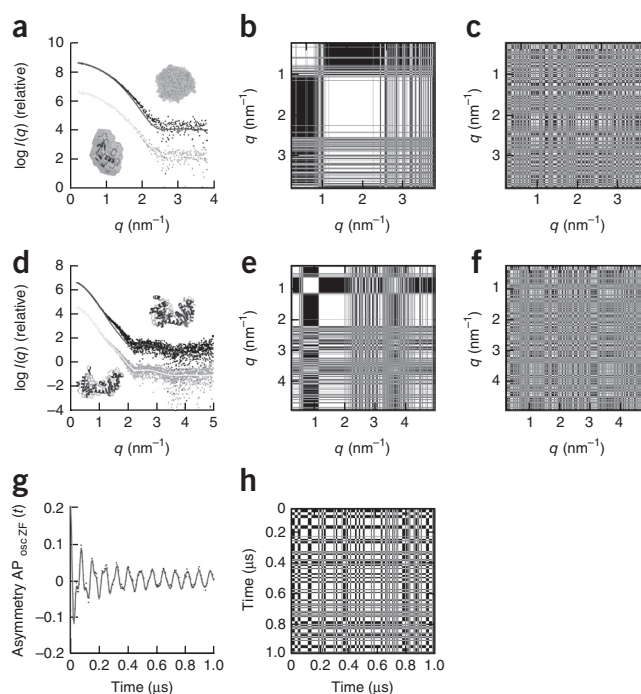 a
b
c
log I(q) (relative)
10
8
6
4
2
0
0 1 2 3 4
q (nm−1)
q
1
2
3
1 2 3
q (nm−1)
q
1
2
3
1 2 3
q (nm−1)
d
e
f
log I(q) (relative)
8
6
4
2
0
−2
−4
0 1 2 3 4 5
q (nm−1)
q (nm−1)
1
2
3
4
1 2 3 4
q (nm−1)
q (nm−1)
1
2
3
4
1 2 3 4
q (nm−1)
g
h
Asymmetry AP osc ZF (t)
0.2
0.1
0
−0.1
−0.2
0 0.2 0.4 0.6 0.8 1.0
Time (μs)
Time (μs)
0
0.2
0.4
0.6
0.8
1.0
0 0.2 0.4 0.6 0.8 1.0
Time (μs)